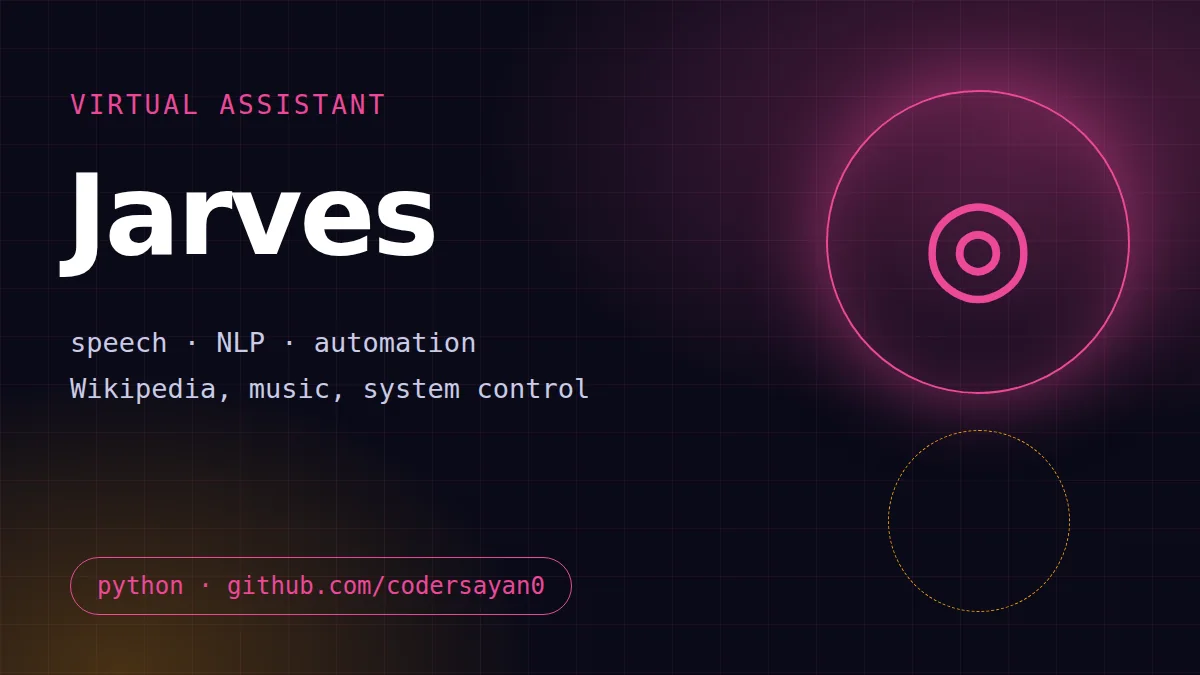 VIRTUAL ASSISTANT
Jarves
speech · NLP · automation
Wikipedia, music, system control
python · github.com/codersayan0